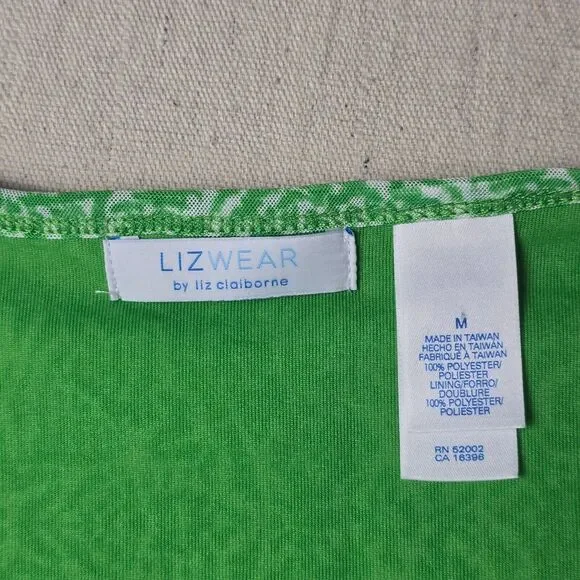 LIZWEAR
by liz claiborne
M
MADE IN TAIWAN
HECHO EN TAIWAN
FABRIQUÉ À TAIWAN
100% POLYESTER/
POLIESTER
LINING/FORRO/
DOUBLURE
100% POLYESTER/
POLIESTER
RN 52002
CA 16396